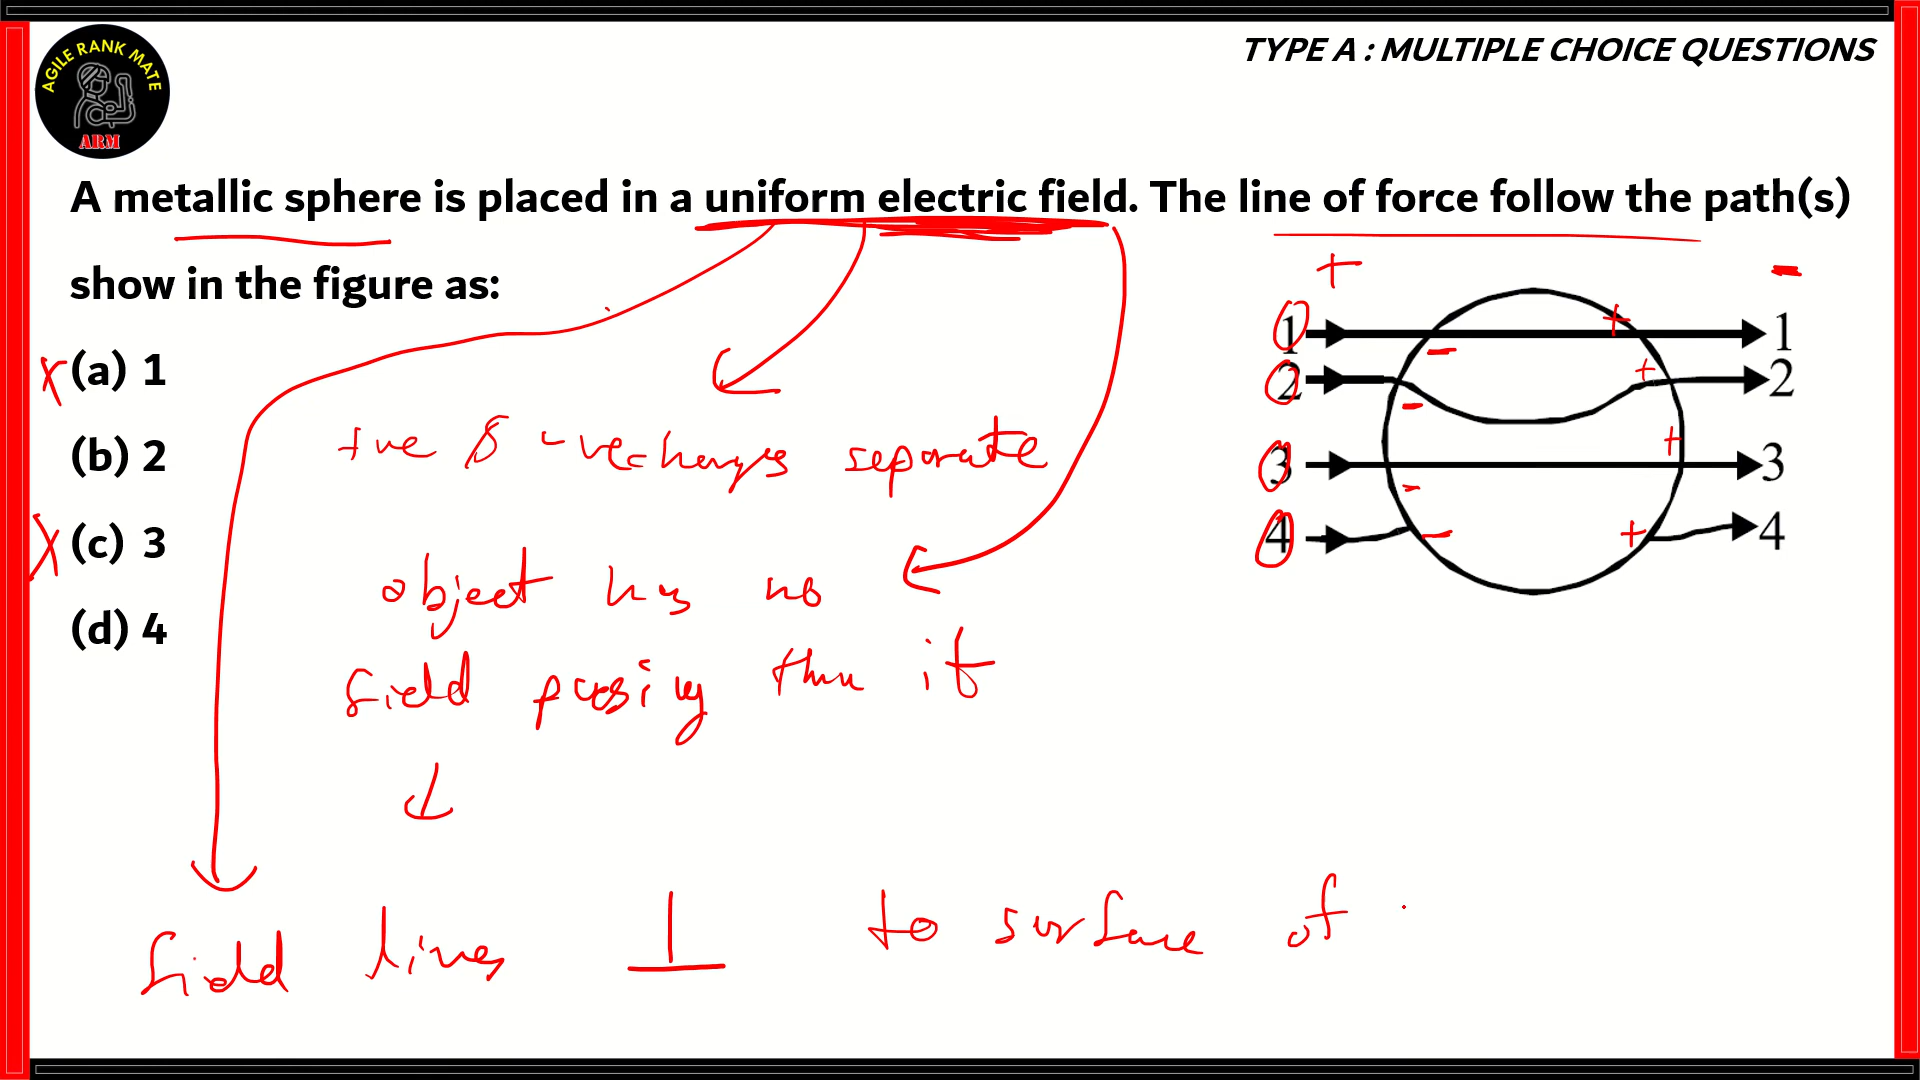 AGILE RANK MATE
ARM
TYPE A : MULTIPLE CHOICE QUESTIONS
A metallic sphere is placed in a uniform electric field. The line of force follow the path(s)
show in the figure as:
(a) 1
(b) 2
(c) 3
(d) 4
+ -
1 + 1
-
2 + 2
-
+
3 3
-
4 - + 4
+ve & -ve charges separate
object has no
field passing thru it
field lines ⊥ to surface of